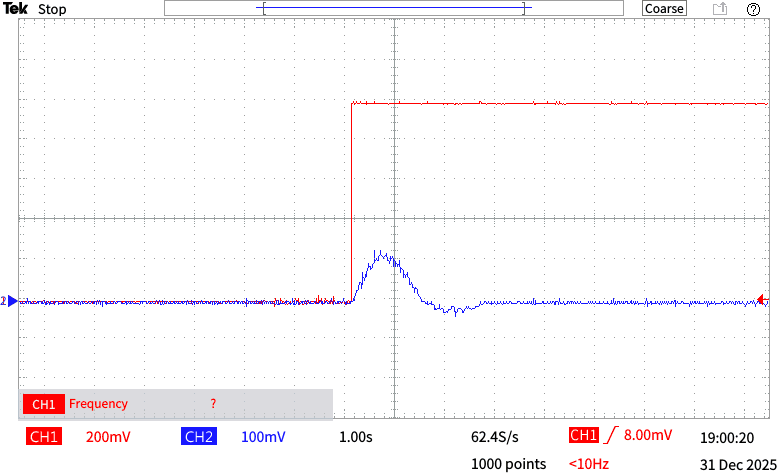 Tek Stop Coarse ?
2
CH1 Frequency ?
CH1 200mV CH2 100mV 1.00s 62.4S/s CH1 8.00mV 19:00:20
1000 points <10Hz 31 Dec 2025